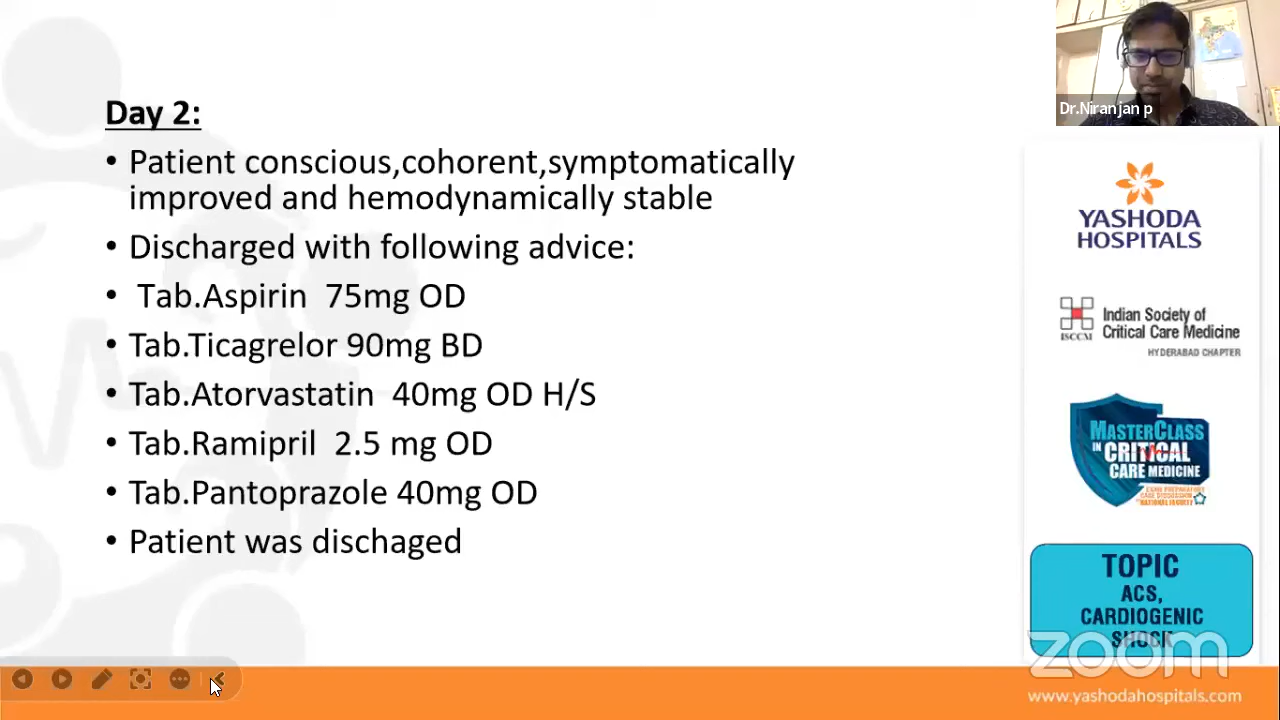 Day 2:
• Patient conscious,cohorent,symptomatically
improved and hemodynamically stable
• Discharged with following advice:
• Tab.Aspirin 75mg OD
• Tab.Ticagrelor 90mg BD
• Tab.Atorvastatin 40mg OD H/S
• Tab.Ramipril 2.5 mg OD
• Tab.Pantoprazole 40mg OD
• Patient was dischaged
Dr.Niranjan p
YASHODA
HOSPITALS
ISCCM
Indian Society of
Critical Care Medicine
HYDERABAD CHAPTER
MASTERCLASS
IN CRITICAL
CARE MEDICINE
TOPIC
ACS,
CARDIOGENIC
SHOCK
zoom
www.yashodahospitals.com